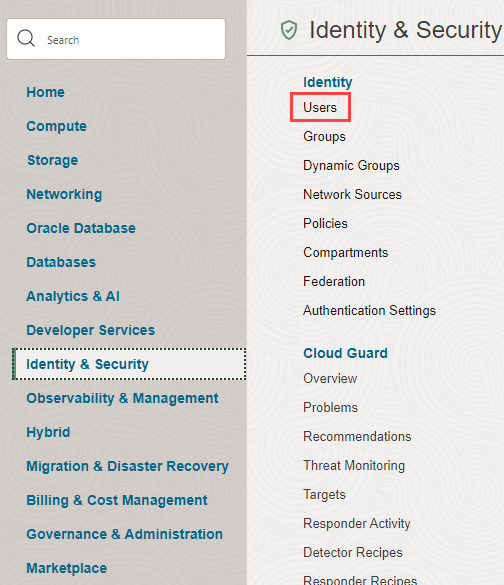 Search
Home
Compute
Storage
Networking
Oracle Database
Databases
Analytics & AI
Developer Services
Identity & Security
Observability & Management
Hybrid
Migration & Disaster Recovery
Billing & Cost Management
Governance & Administration
Marketplace
Identity & Security
Identity
Users
Groups
Dynamic Groups
Network Sources
Policies
Compartments
Federation
Authentication Settings
Cloud Guard
Overview
Problems
Recommendations
Threat Monitoring
Targets
Responder Activity
Detector Recipes
Responder Recipes